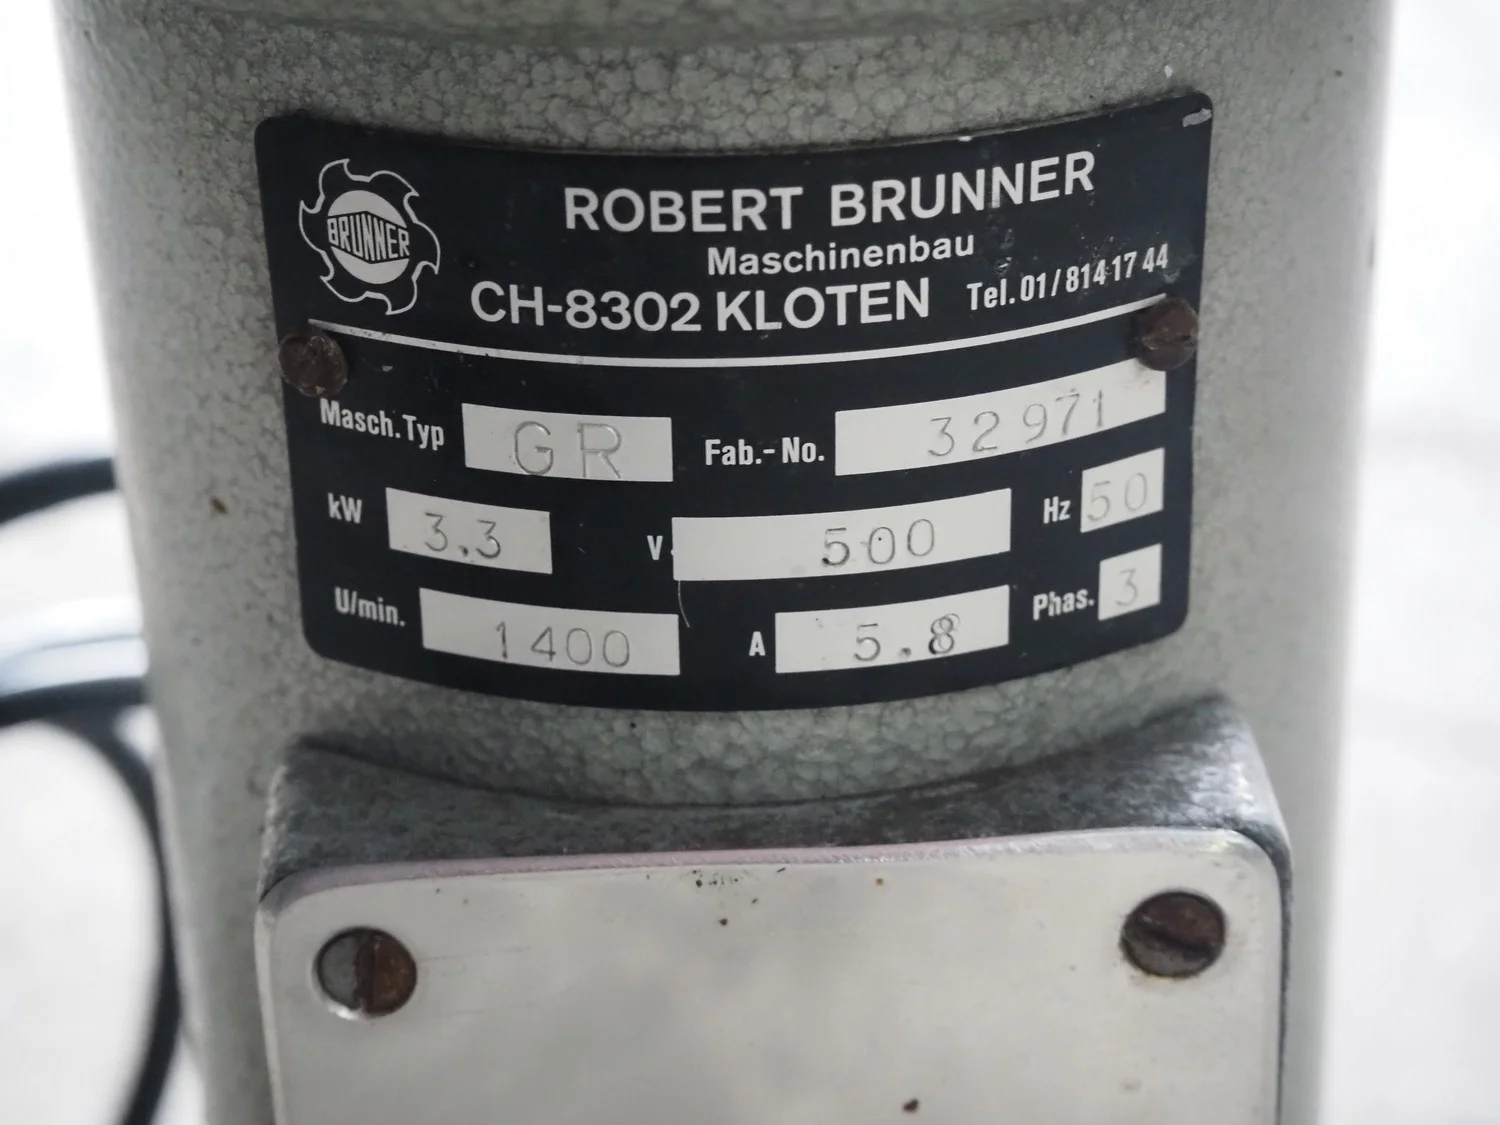 BRUNNER
ROBERT BRUNNER
Maschinenbau
CH-8302 KLOTEN Tel. 01/814 17 44
Masch.Typ GR Fab.-No. 32971
kW 3.3 V 500 Hz 50
U/min. 1400 A 5.8 Phas. 3